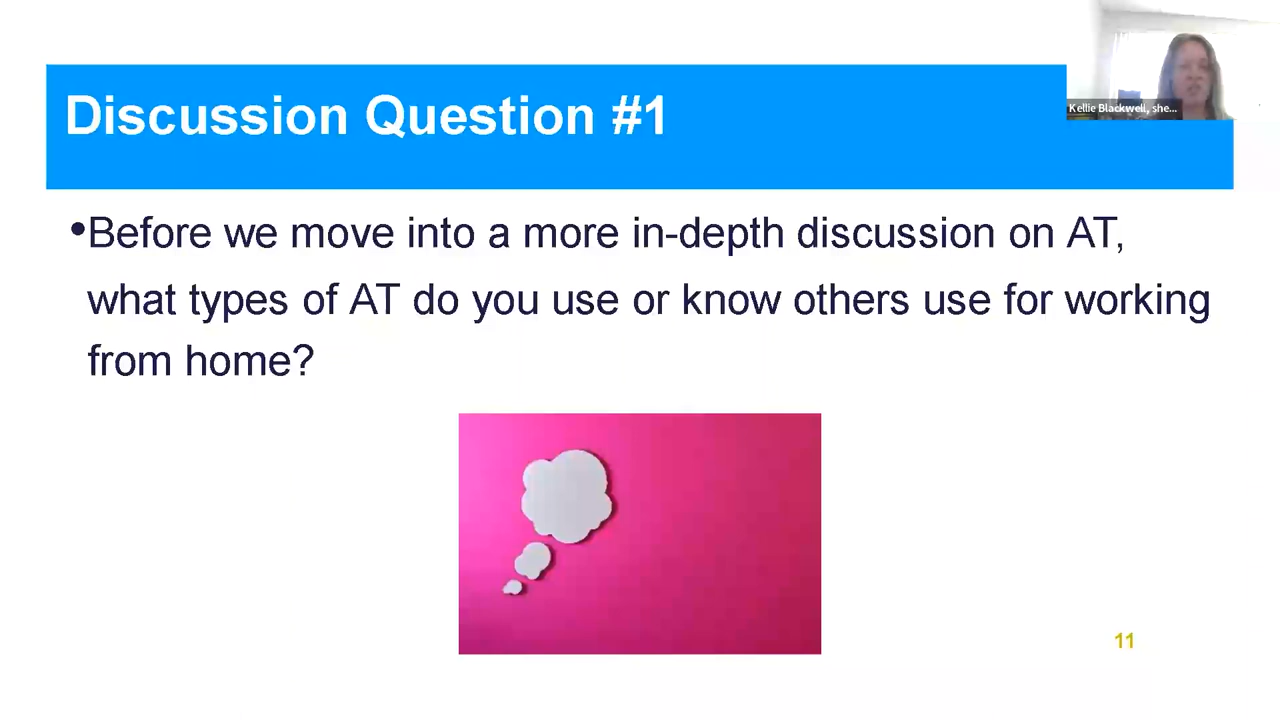 Discussion Question #1
Kellie Blackwell, she...
•Before we move into a more in-depth discussion on AT,
what types of AT do you use or know others use for working
from home?
11